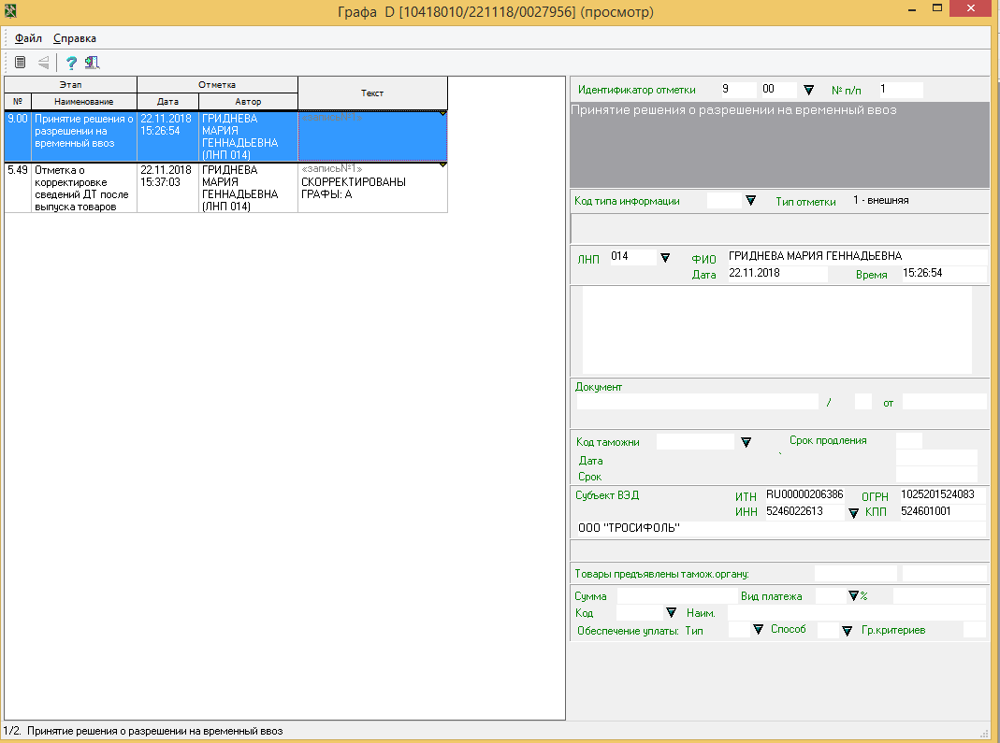 Графа D [10418010/221118/0027956] (просмотр)
Файл Справка
Этап Отметка Текст
№ Наименование Дата Автор
9.00 Принятие решения о разрешении на временный ввоз 22.11.2018 15:26:54 ГРИДНЕВА МАРИЯ ГЕННАДЬЕВНА (ЛНП 014)
5.49 Отметка о корректировке сведений ДТ после выпуска товаров 22.11.2018 15:37:03 ГРИДНЕВА МАРИЯ ГЕННАДЬЕВНА (ЛНП 014) «запись№1» СКОРРЕКТИРОВАНЫ ГРАФЫ: А
Идентификатор отметки 9 00 № п/п 1
Принятие решения о разрешении на временный ввоз
Код типа информации Тип отметки 1 - внешняя
ЛНП 014 ФИО ГРИДНЕВА МАРИЯ ГЕННАДЬЕВНА
Дата 22.11.2018 Время 15:26:54
Документ
/ от
Код таможни Срок продления
Дата
Срок
Субъект ВЭД ИТН RU00000206386 ОГРН 1025201524083
ИНН 5246022613 КПП 524601001
ООО "ТРОСИФОЛЬ"
Товары предъявлены тамож.органу:
Сумма Вид платежа %
Код Наим.
Обеспечение уплаты: Тип Способ Гр.критериев
1/2. Принятие решения о разрешении на временный ввоз